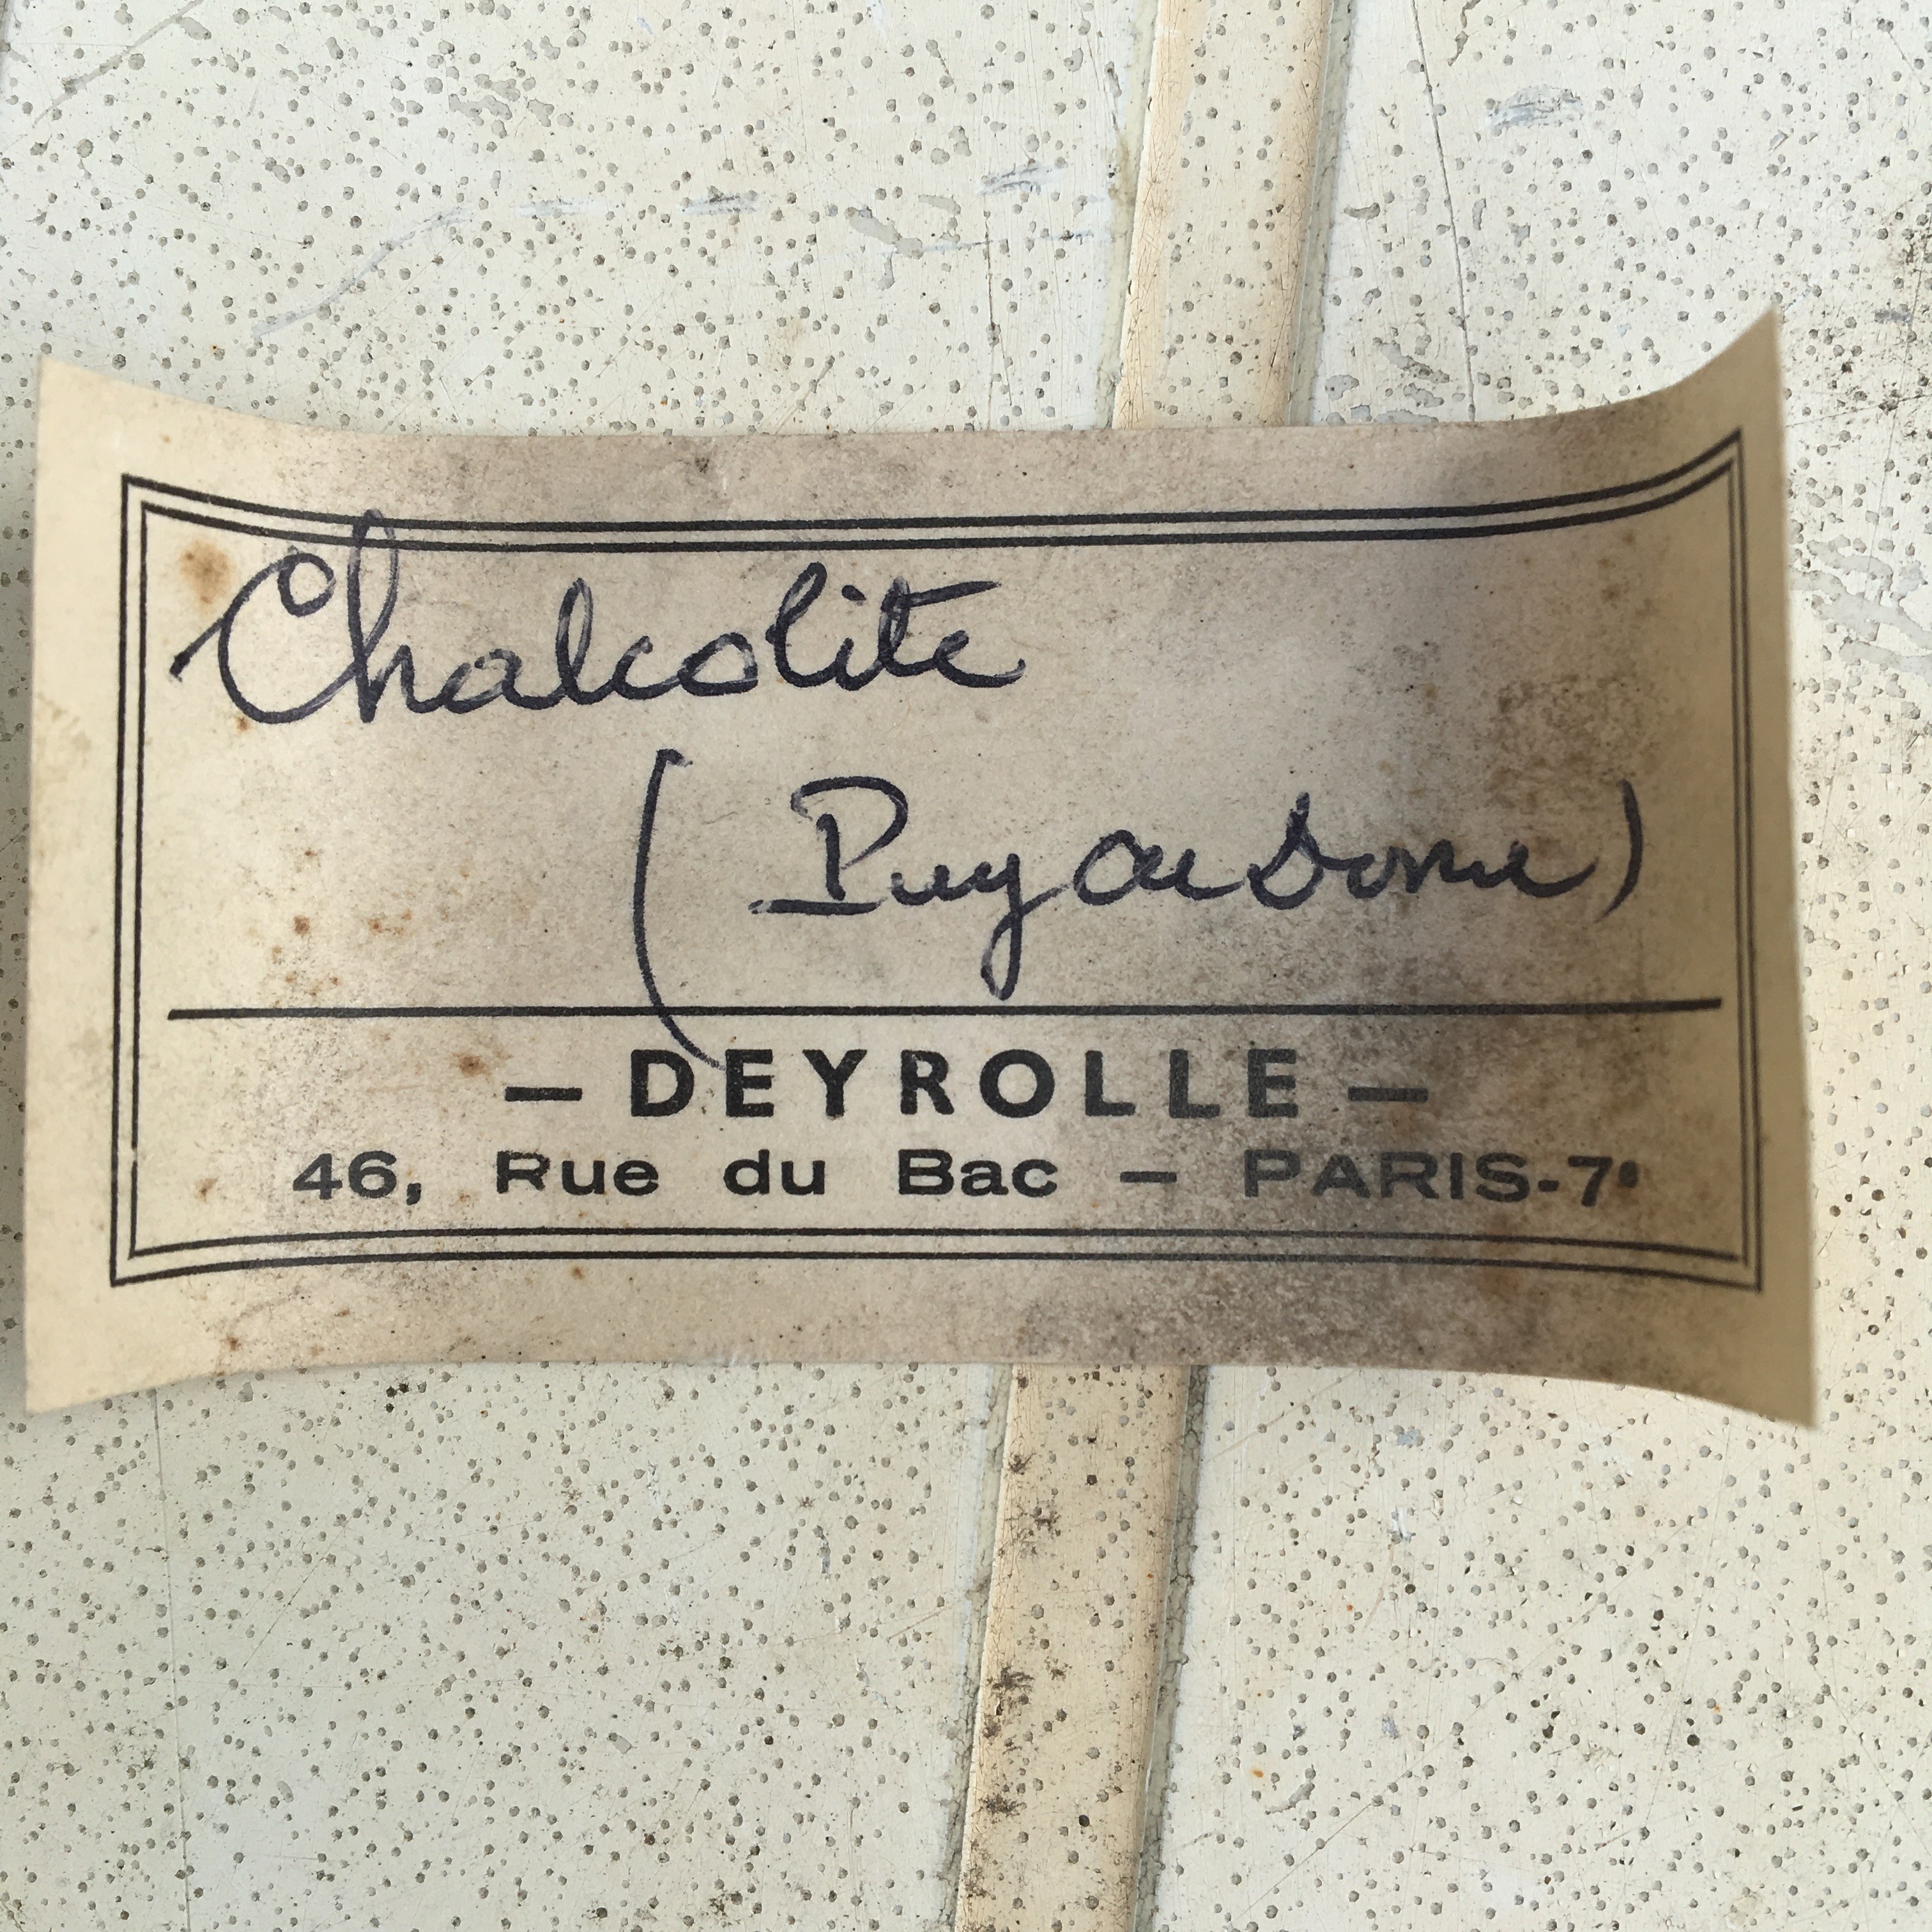 Chalcolite
(Puy de Dome)
— DEYROLLE —
46, Rue du Bac — PARIS-7e